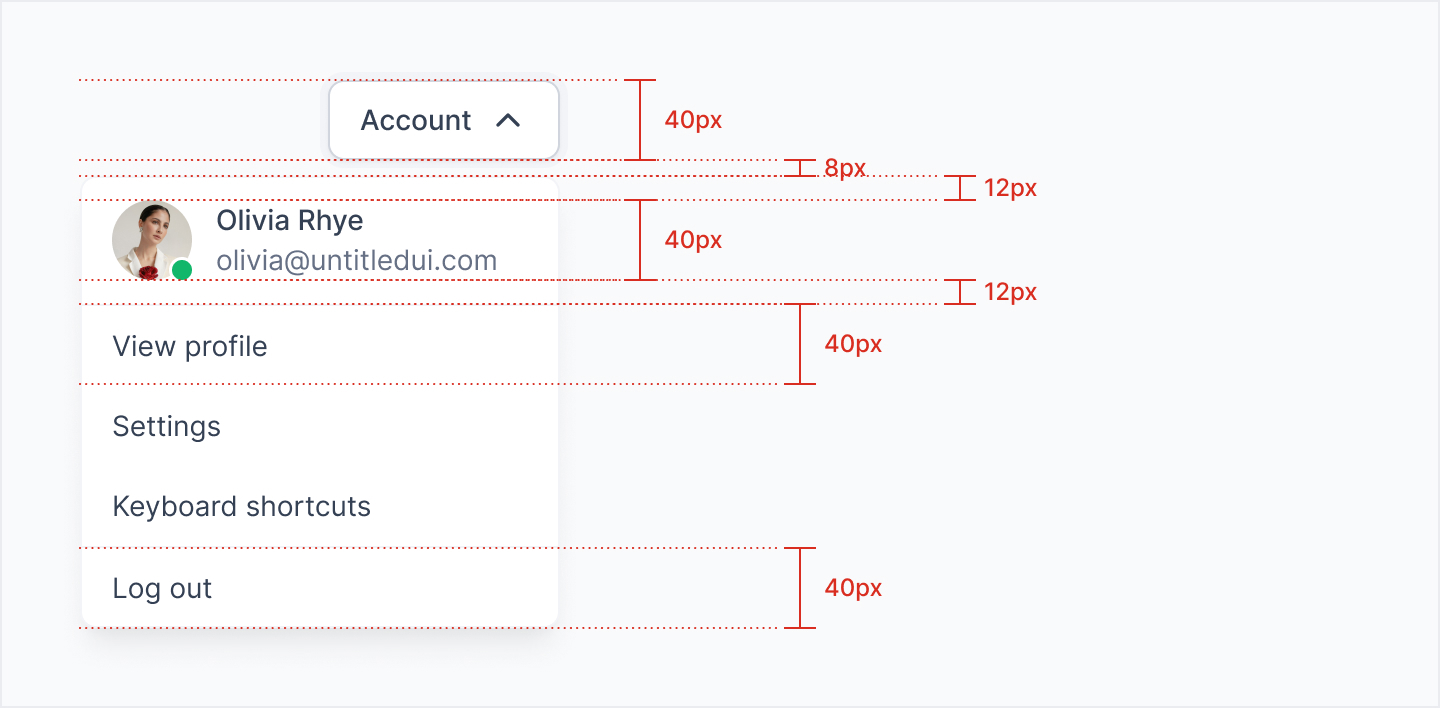 Account
40px
8px
12px
Olivia Rhye
40px
olivia@untitledui.com
12px
View profile
40px
Settings
Keyboard shortcuts
Log out
40px